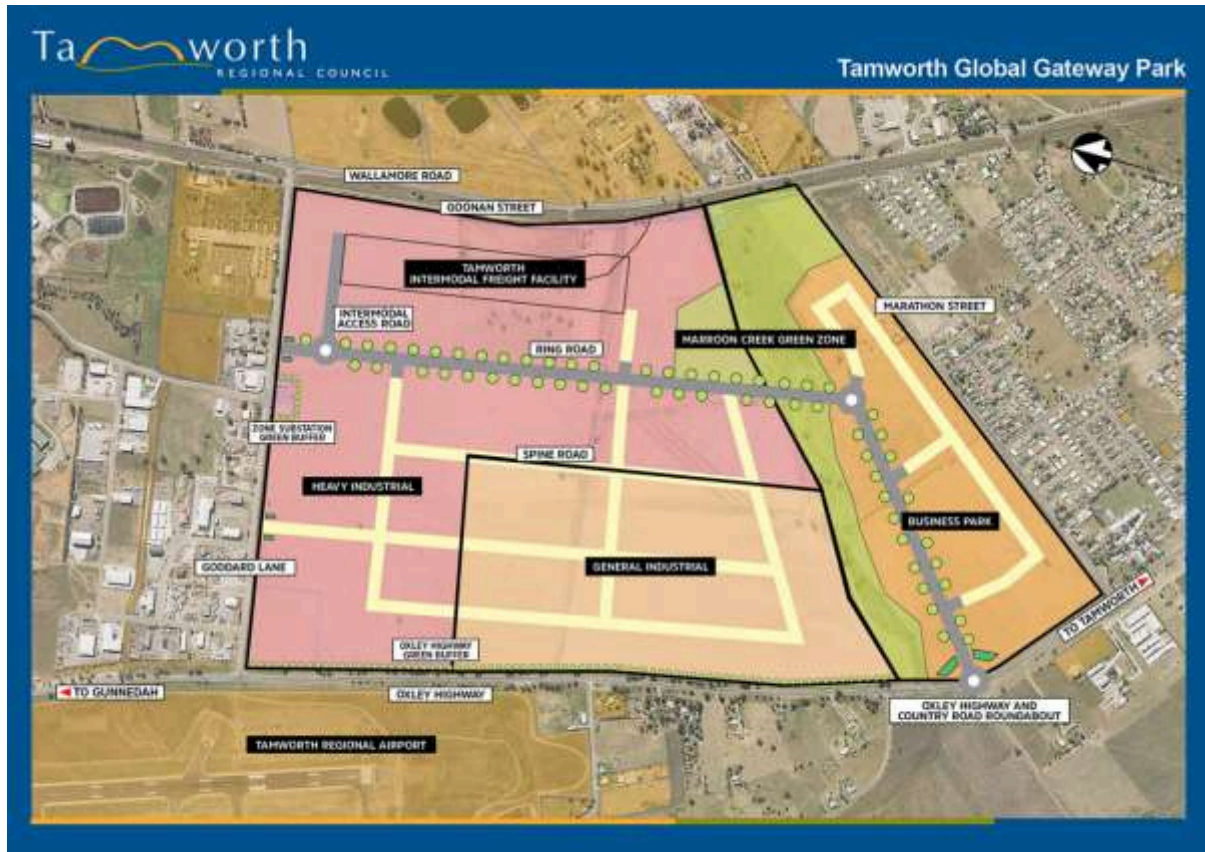 Tamworth
REGIONAL COUNCIL
Tamworth Global Gateway Park
WALLAMORE ROAD
GOONAN STREET
TAMWORTH
INTERMODAL FREIGHT FACILITY
MARATHON STREET
INTERMODAL
ACCESS ROAD
RING ROAD
MARROON CREEK GREEN ZONE
ZONE SUBSTATION
GREEN BUFFER
SPINE ROAD
HEAVY INDUSTRIAL
BUSINESS PARK
GODDARD LANE
GENERAL INDUSTRIAL
TO TAMWORTH
OXLEY HIGHWAY
GREEN BUFFER
TO GUNNEDAH
OXLEY HIGHWAY
OXLEY HIGHWAY AND
COUNTRY ROAD ROUNDABOUT
TAMWORTH REGIONAL AIRPORT